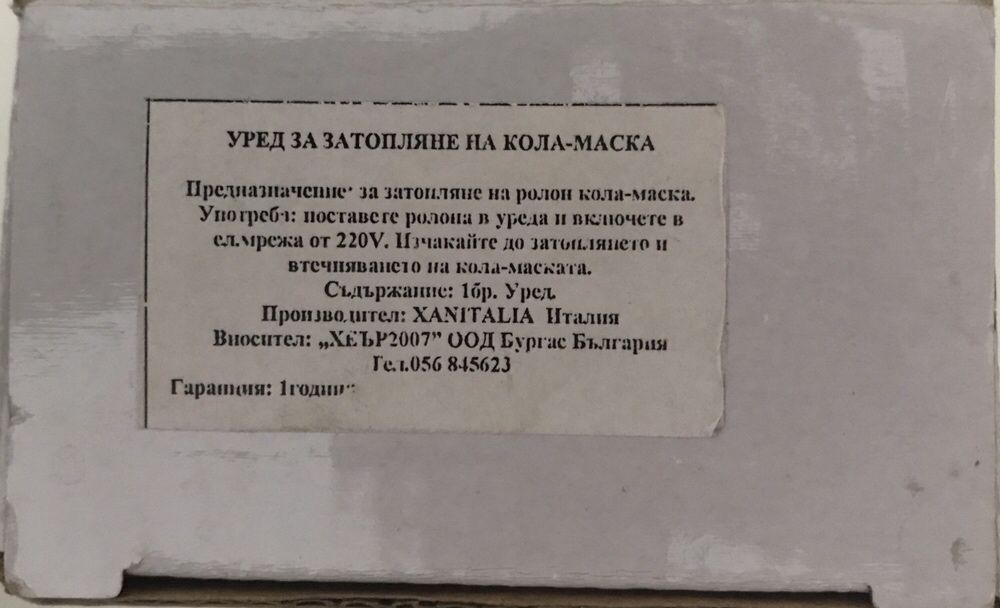 УРЕД ЗА ЗАТОПЛЯНЕ НА КОЛА-МАСКА
Предназначение: за затопляне на ролон кола-маска.
Употреба: поставете ролона в уреда и включете в
ел.мрежа от 220V. Изчакайте до затоплянето и
втечняването на кола-маската.
Съдържание: 1бр. Уред.
Производител: XANITALIA Италия
Вносител: „ХЕЪР2007” ООД Бургас България
Тел.056 845623
Гаранция: 1година